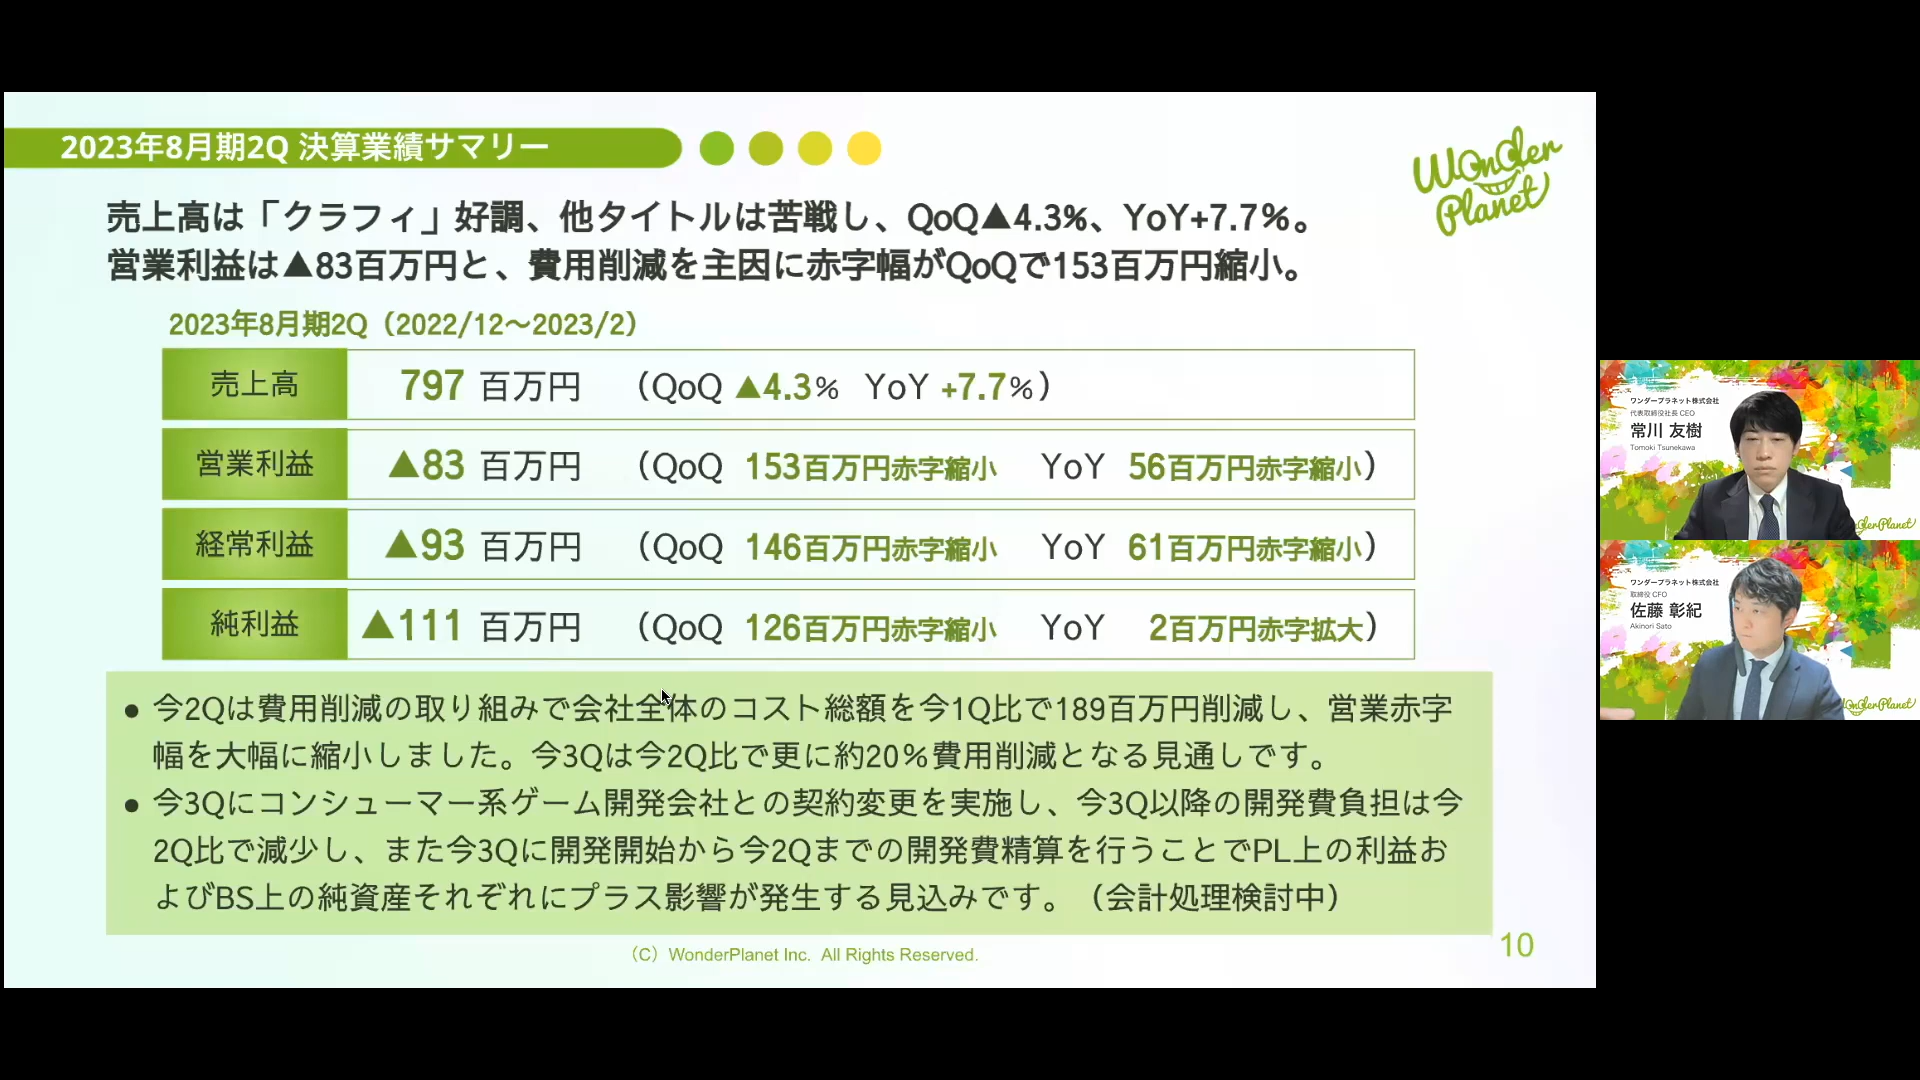 2023年8月期2Q 決算業績サマリー
Wonder
Planet
売上高は「クラフィ」好調、他タイトルは苦戦し、QoQ▲4.3%、YoY+7.7%。
営業利益は▲83百万円と、費用削減を主因に赤字幅がQoQで153百万円縮小。
2023年8月期2Q（2022/12～2023/2）
売上高 797 百万円 （QoQ ▲4.3% YoY +7.7%）
営業利益 ▲83 百万円 （QoQ 153百万円赤字縮小 YoY 56百万円赤字縮小）
経常利益 ▲93 百万円 （QoQ 146百万円赤字縮小 YoY 61百万円赤字縮小）
純利益 ▲111 百万円 （QoQ 126百万円赤字縮小 YoY 2百万円赤字拡大）
● 今2Qは費用削減の取り組みで会社全体のコスト総額を今1Q比で189百万円削減し、営業赤字
幅を大幅に縮小しました。今3Qは今2Q比で更に約20%費用削減となる見通しです。
● 今3Qにコンシューマー系ゲーム開発会社との契約変更を実施し、今3Q以降の開発費負担は今
2Q比で減少し、また今3Qに開発開始から今2Qまでの開発費精算を行うことでPL上の利益お
よびBS上の純資産それぞれにプラス影響が発生する見込みです。（会計処理検討中）
（C）WonderPlanet Inc. All Rights Reserved.
10
ワンダープラネット株式会社
代表取締役社長 CEO
常川 友樹
Tomoki Tsunekawa
ワンダープラネット株式会社
取締役 CFO
佐藤 彰紀
Akinori Sato
WonderPlanet